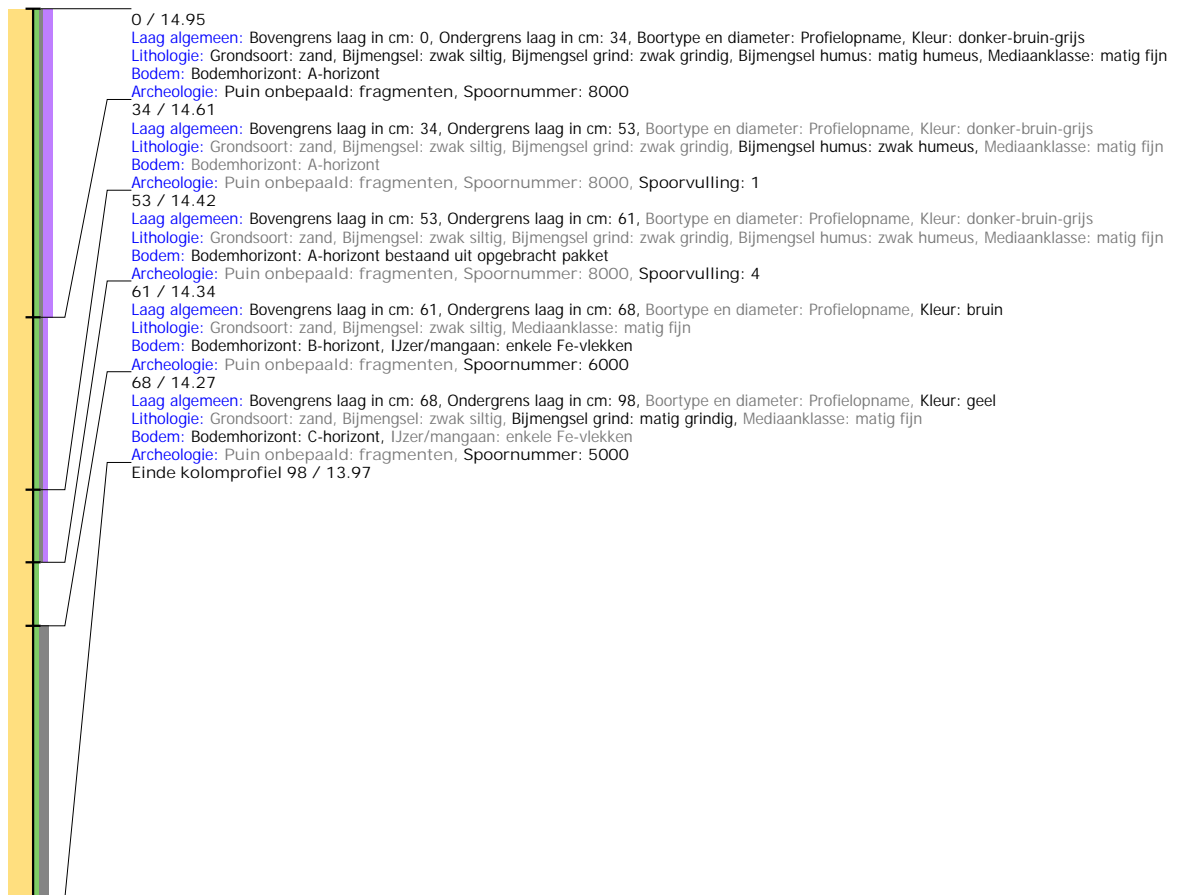 0 / 14.95
Laag algemeen: Bovengrens laag in cm: 0, Ondergrens laag in cm: 34, Boortype en diameter: Profielopname, Kleur: donker-bruin-grijs
Lithologie: Grondsoort: zand, Bijmengsel: zwak siltig, Bijmengsel grind: zwak grindig, Bijmengsel humus: matig humeus, Mediaanklasse: matig fijn
Bodem: Bodemhorizont: A-horizont
Archeologie: Puin onbepaald: fragmenten, Spoornummer: 8000
34 / 14.61
Laag algemeen: Bovengrens laag in cm: 34, Ondergrens laag in cm: 53, Boortype en diameter: Profielopname, Kleur: donker-bruin-grijs
Lithologie: Grondsoort: zand, Bijmengsel: zwak siltig, Bijmengsel grind: zwak grindig, Bijmengsel humus: zwak humeus, Mediaanklasse: matig fijn
Bodem: Bodemhorizont: A-horizont
Archeologie: Puin onbepaald: fragmenten, Spoornummer: 8000, Spoorvulling: 1
53 / 14.42
Laag algemeen: Bovengrens laag in cm: 53, Ondergrens laag in cm: 61, Boortype en diameter: Profielopname, Kleur: donker-bruin-grijs
Lithologie: Grondsoort: zand, Bijmengsel: zwak siltig, Bijmengsel grind: zwak grindig, Bijmengsel humus: zwak humeus, Mediaanklasse: matig fijn
Bodem: Bodemhorizont: A-horizont bestaand uit opgebracht pakket
Archeologie: Puin onbepaald: fragmenten, Spoornummer: 8000, Spoorvulling: 4
61 / 14.34
Laag algemeen: Bovengrens laag in cm: 61, Ondergrens laag in cm: 68, Boortype en diameter: Profielopname, Kleur: bruin
Lithologie: Grondsoort: zand, Bijmengsel: zwak siltig, Mediaanklasse: matig fijn
Bodem: Bodemhorizont: B-horizont, IJzer/mangaan: enkele Fe-vlekken
Archeologie: Puin onbepaald: fragmenten, Spoornummer: 6000
68 / 14.27
Laag algemeen: Bovengrens laag in cm: 68, Ondergrens laag in cm: 98, Boortype en diameter: Profielopname, Kleur: geel
Lithologie: Grondsoort: zand, Bijmengsel: zwak siltig, Bijmengsel grind: matig grindig, Mediaanklasse: matig fijn
Bodem: Bodemhorizont: C-horizont, IJzer/mangaan: enkele Fe-vlekken
Archeologie: Puin onbepaald: fragmenten, Spoornummer: 5000
Einde kolomprofiel 98 / 13.97